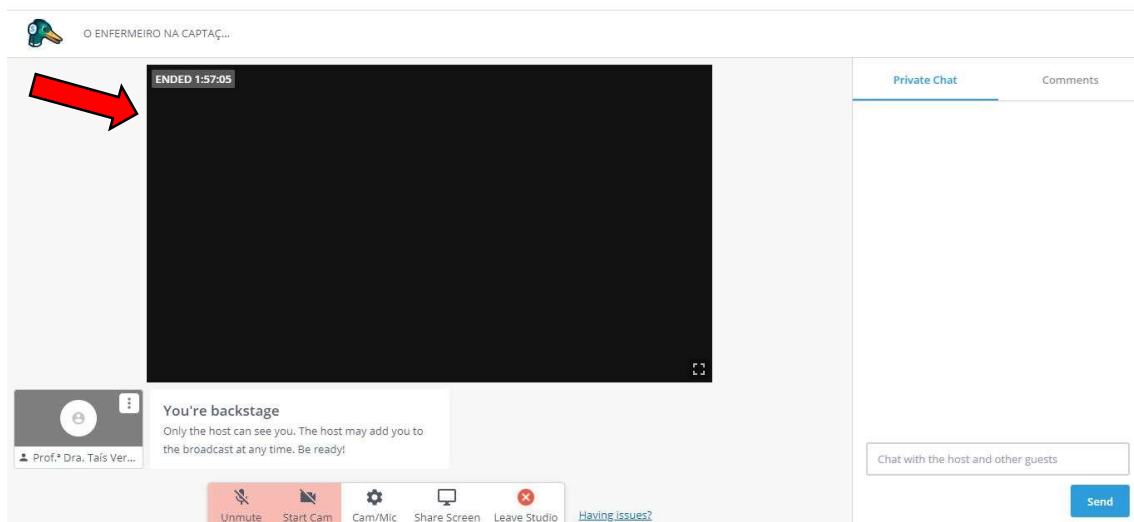 O ENFERMEIRO NA CAPTAÇ...
ENDED 1:57:05
Private Chat
Comments
You're backstage
Only the host can see you. The host may add you to
the broadcast at any time. Be ready!
Prof.ª Dra. Taís Ver...
Chat with the host and other guests
Send
Unmute
Start Cam
Cam/Mic
Share Screen
Leave Studio
Having issues?